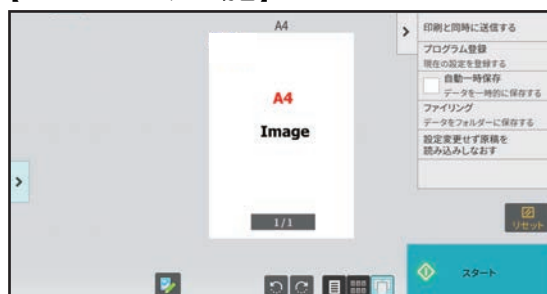 A4
A4
Image
1/1
印刷と同時に送信する
プログラム登録
現在の設定を登録する
自動一時保存
データを一時的に保存する
ファイリング
データをフォルダーに保存する
設定変更せず原稿を
読み込みしなおす
リセット
スタート